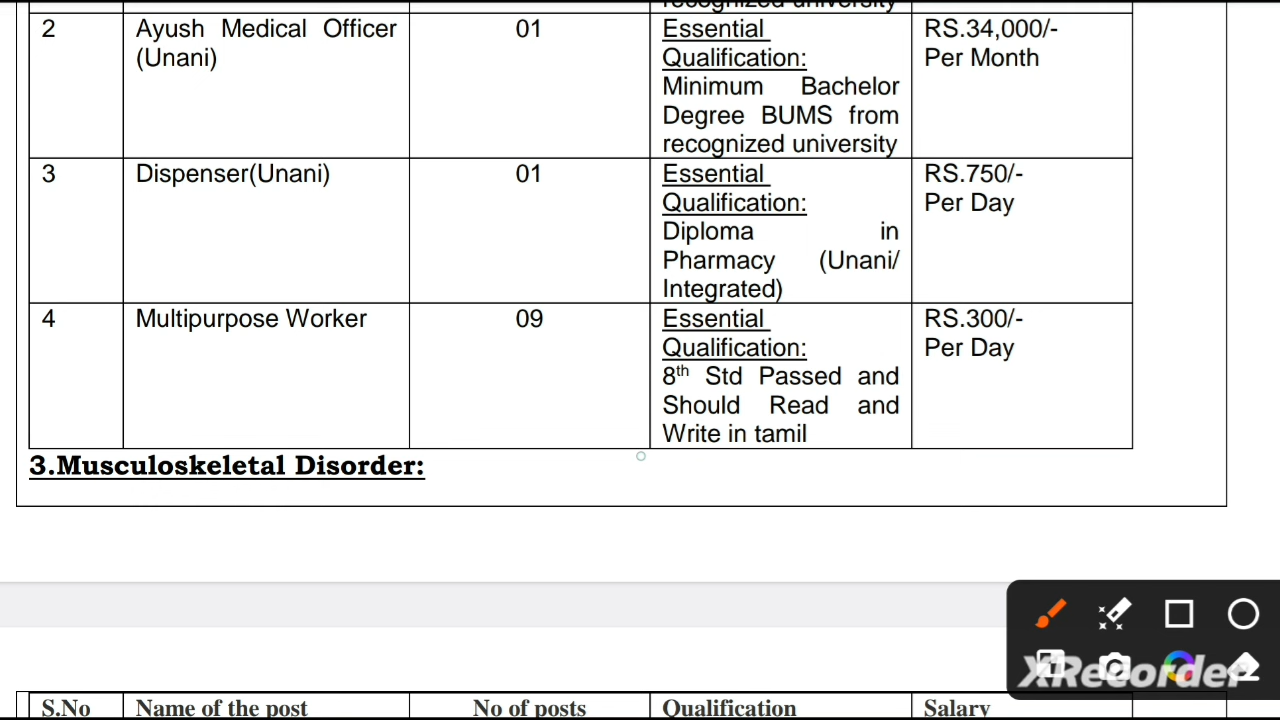 recognized university
2 Ayush Medical Officer 01 Essential RS.34,000/-
(Unani) Qualification: Per Month
Minimum Bachelor
Degree BUMS from
recognized university
3 Dispenser(Unani) 01 Essential RS.750/-
Qualification: Per Day
Diploma in
Pharmacy (Unani/
Integrated)
4 Multipurpose Worker 09 Essential RS.300/-
Qualification: Per Day
8th Std Passed and
Should Read and
Write in tamil
3.Musculoskeletal Disorder:
XRecorder
S.No Name of the post No of posts Qualification Salary